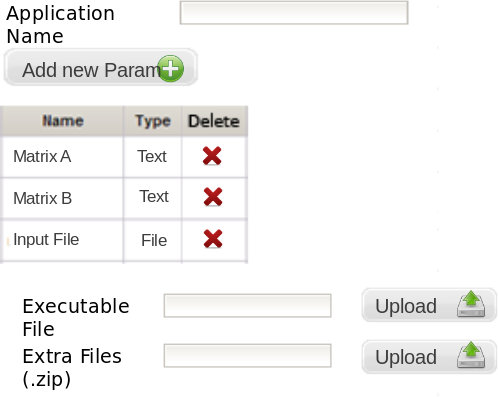 Application
Name
Add new Param
Name Type Delete
Matrix A Text
Matrix B Text
Input File File
Executable
File
Upload
Extra Files
(.zip)
Upload